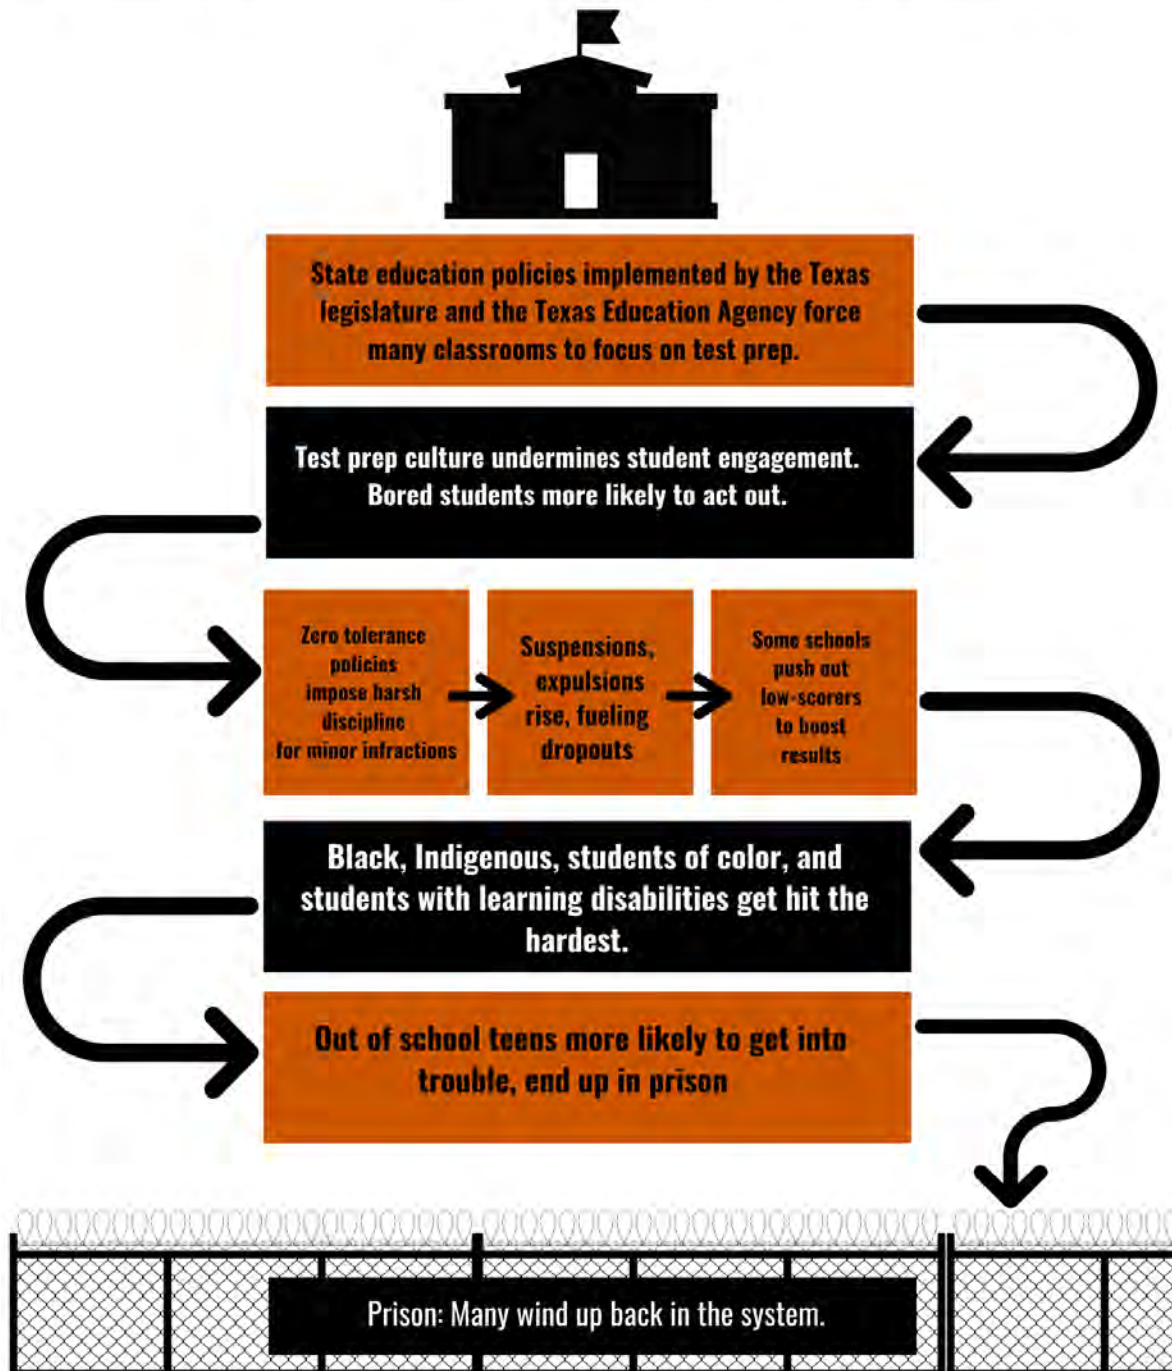 State education policies implemented by the Texas
legislature and the Texas Education Agency force
many classrooms to focus on test prep.
Test prep culture undermines student engagement.
Bored students more likely to act out.
Zero tolerance
policies
impose harsh
discipline
for minor infractions
Suspensions,
expulsions
rise, fueling
dropouts
Some schools
push out
low-scorers
to boost
results
Black, Indigenous, students of color, and
students with learning disabilities get hit the
hardest.
Out of school teens more likely to get into
trouble, end up in prison
Prison: Many wind up back in the system.